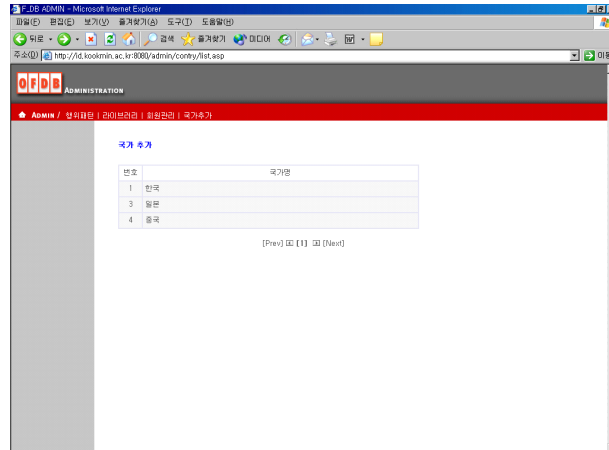 F_DB ADMIN - Microsoft Internet Explorer
파일(F) 편집(E) 보기(V) 즐겨찾기(A) 도구(T) 도움말(H)
뒤로 검색 즐겨찾기 미디어
주소(D) http://id.kookmin.ac.kr:8080/admin/contry/list.asp 이동
OFDB ADMINISTRATION
ADMIN / 행위패턴 | 라이브러리 | 회원관리 | 국가추가
국가 추가
번호 국가명
1 한국
3 일본
4 중국
[Prev] [1] [Next]